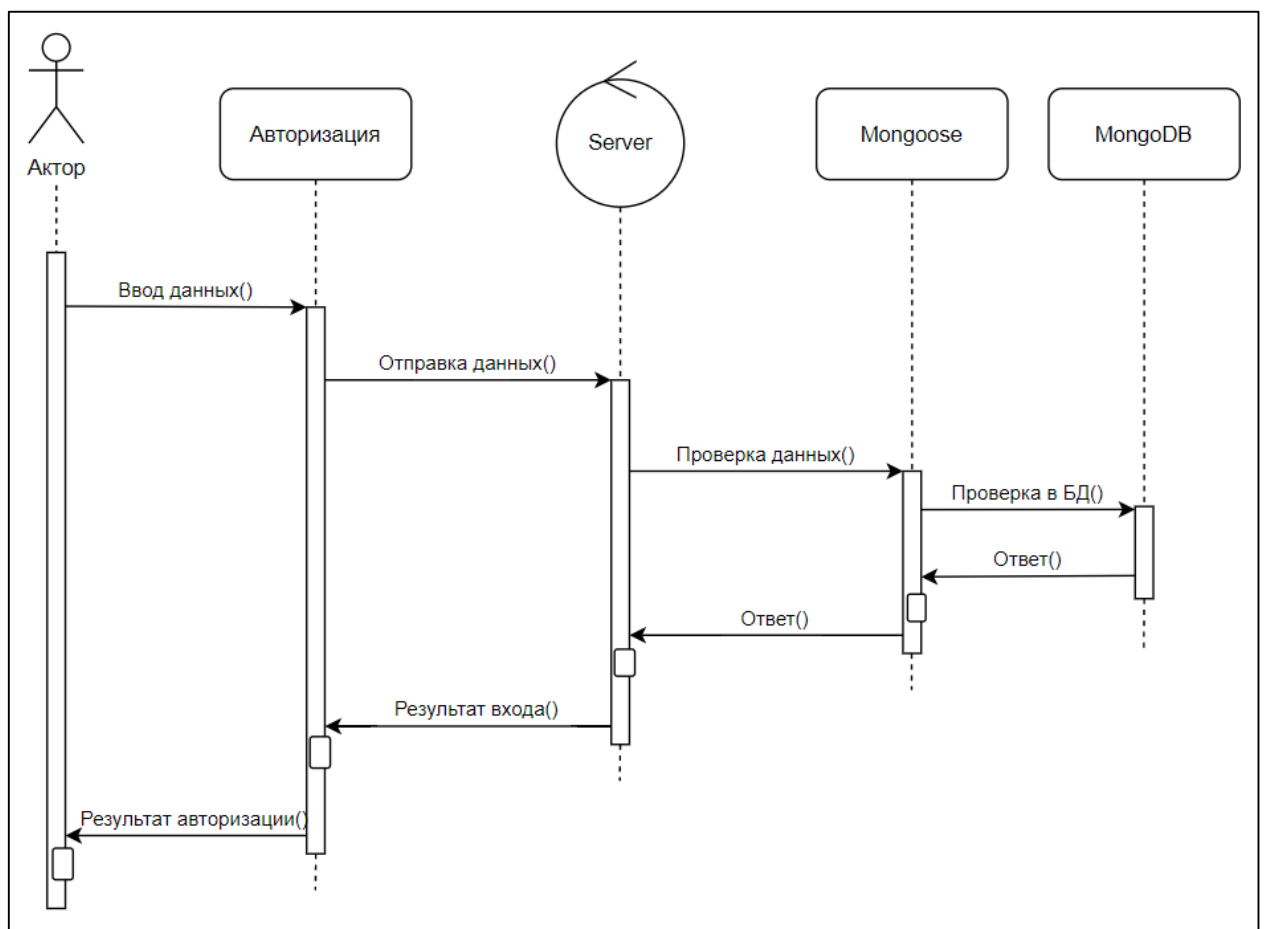 Актор
Авторизация
Server
Mongoose
MongoDB
Ввод данных()
Отправка данных()
Проверка данных()
Проверка в БД()
Ответ()
Ответ()
Результат входа()
Результат авторизации()